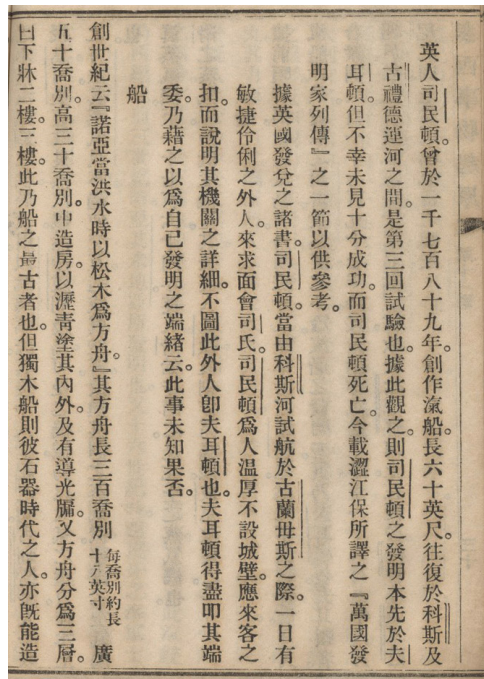 英人司民頓。曾於一千七百八十九年。創作滊船。長六十英尺。往復於科斯及
古禮德運河之間。是第三回試驗也。據此觀之。則司民頓之發明本先於夫
耳頓。但不幸未見十分成功。而司民頓死亡。今載澀江保所譯之『萬國發
明家列傳』之一節以供參考。
據英國發兌之諸書。司民頓。當由科斯河試航於古蘭毋斯之際。一日有
敏捷伶俐之外人。來求面會司氏。司民頓爲人温厚不設城壁。應來客之
扣。而說明其機關之詳細。不圖此外人卽夫耳頓也。夫耳頓得盡叩其端
委。乃藉之以爲自己發明之端緒云。此事未知果否。
船
創世紀云『諾亞當洪水時以松木爲方舟。』其方舟長三百喬別每喬別約長十八英寸廣
五十喬別。高三十喬別。中造房。以瀝靑塗其內外。及有導光牖。又方舟分爲三層。
曰下牀二樓。三樓。此乃船之最古者也。但獨木船則彼石器時代之人。亦旣能造